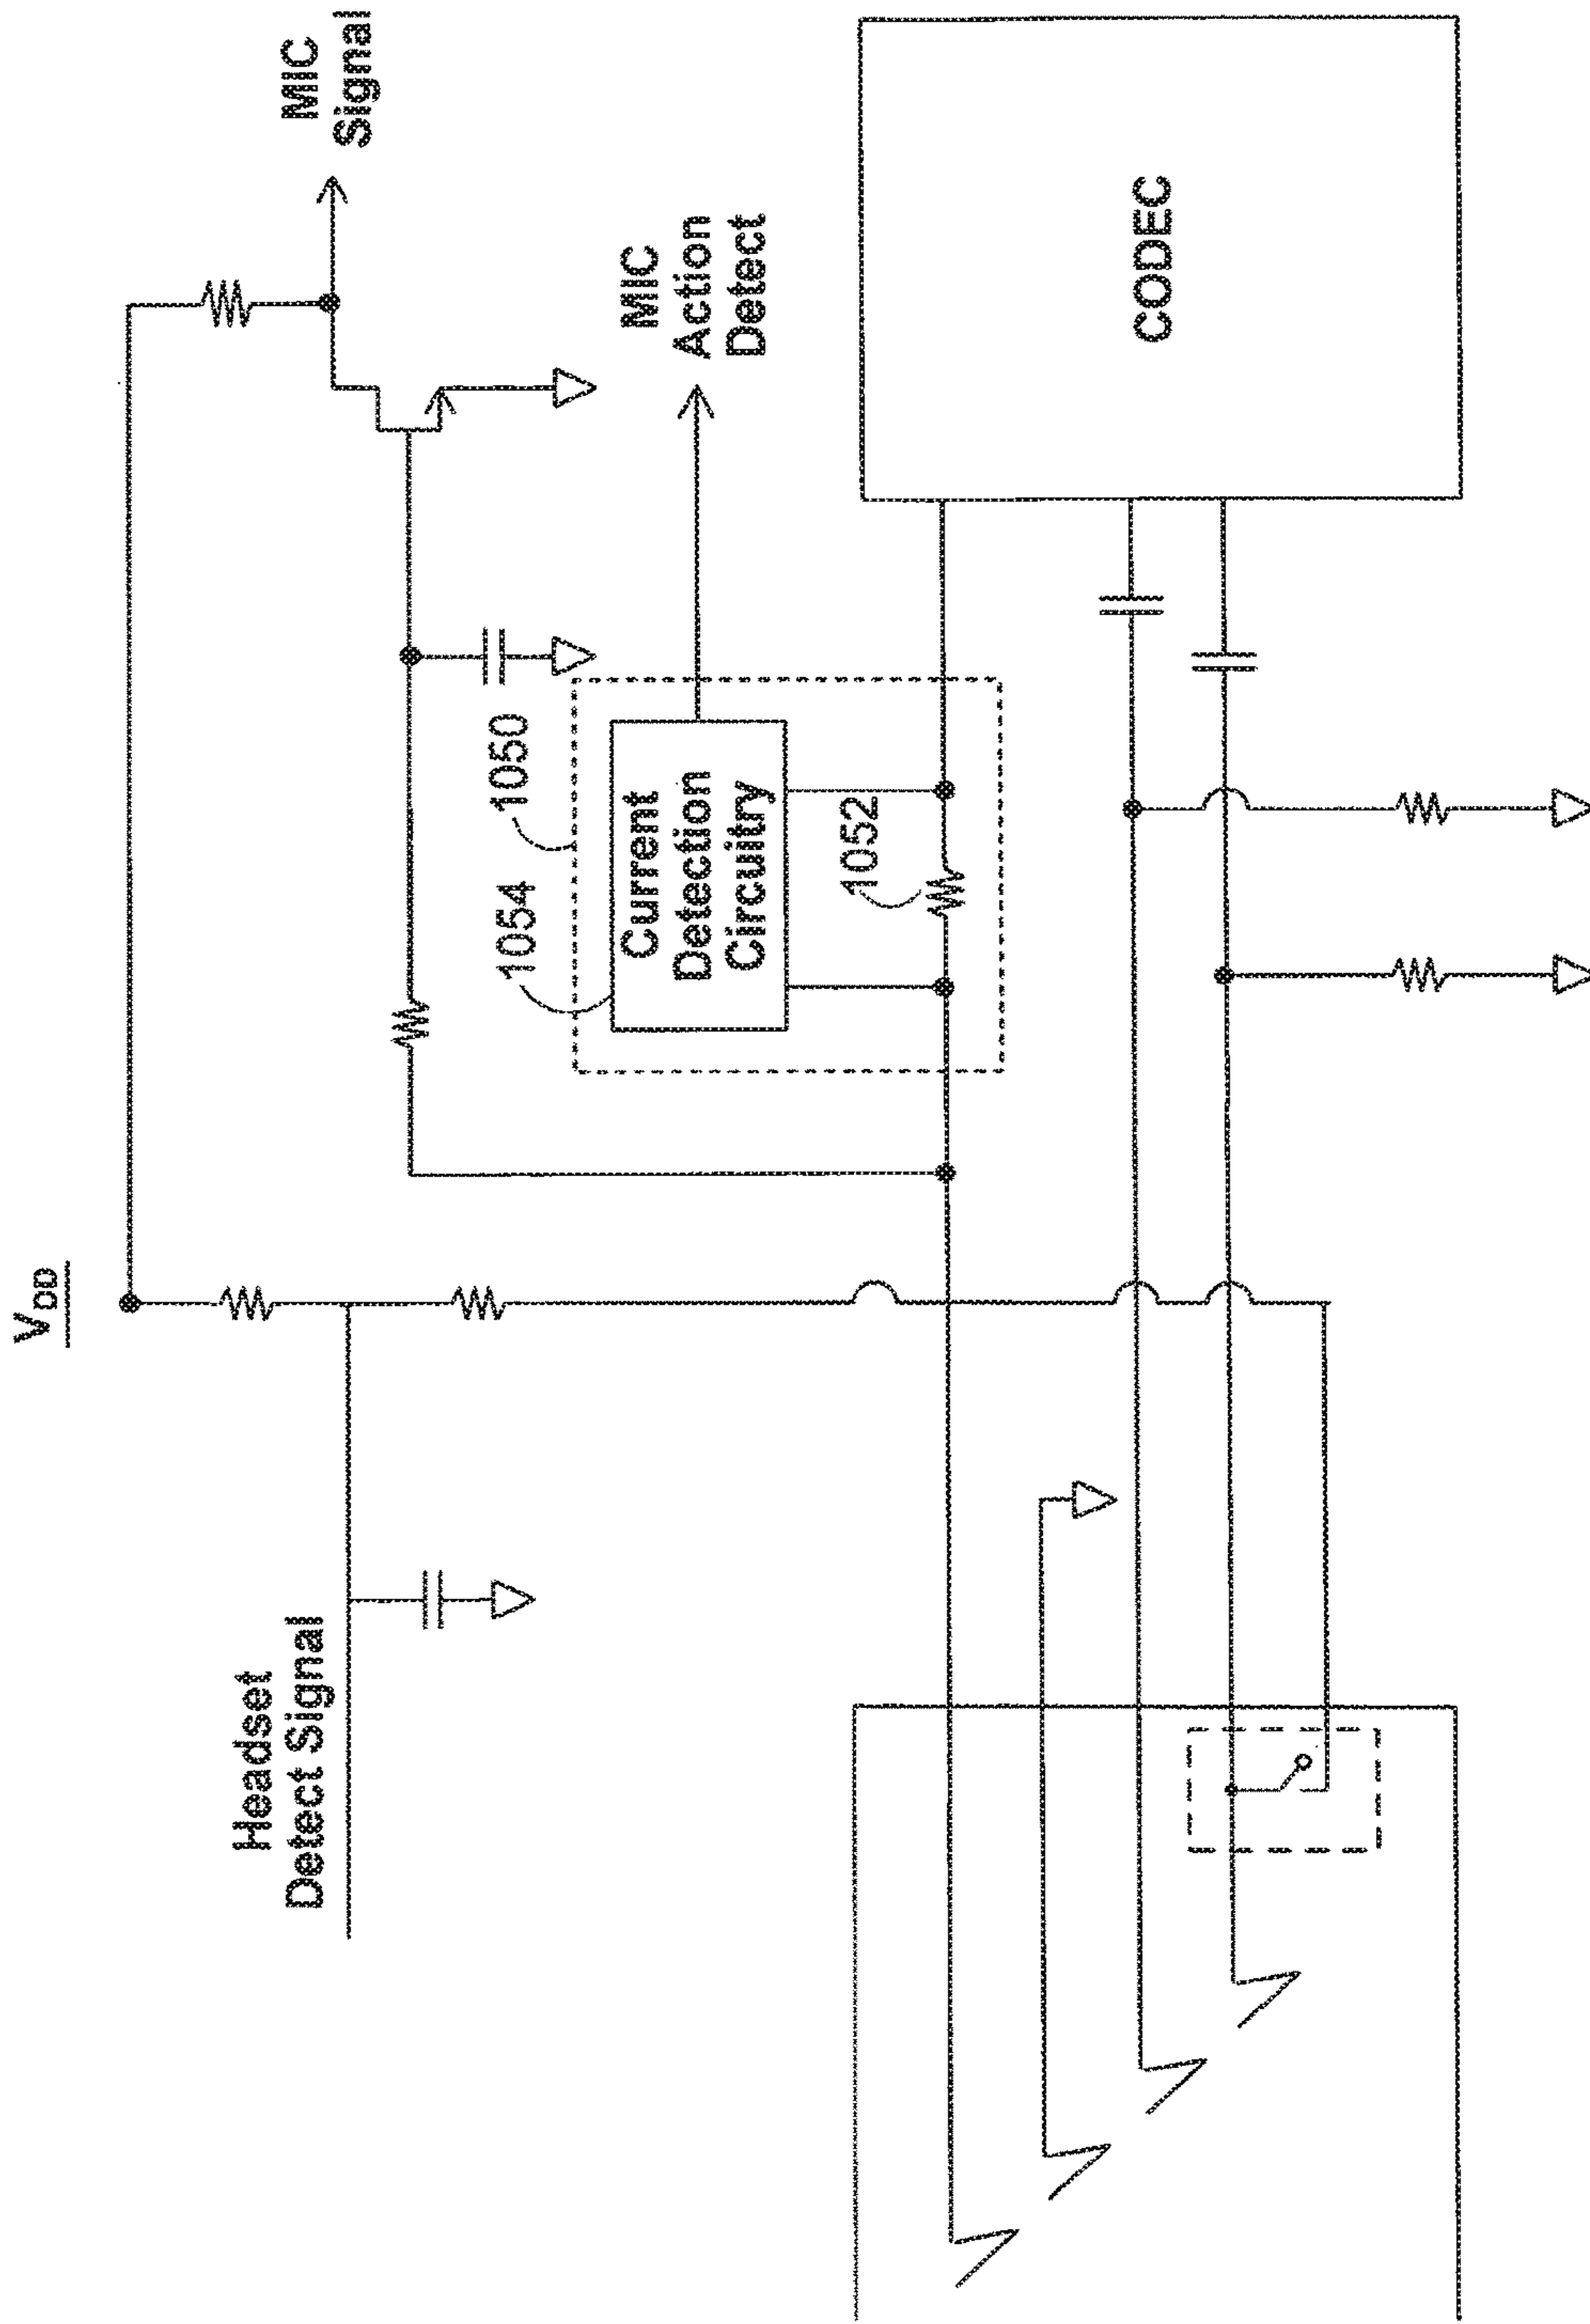 V_DD
Headset
Detect Signal
MIC
Signal
1050
1054
Current
Detection
Circuitry
1052
MIC
Action
Detect
CODEC